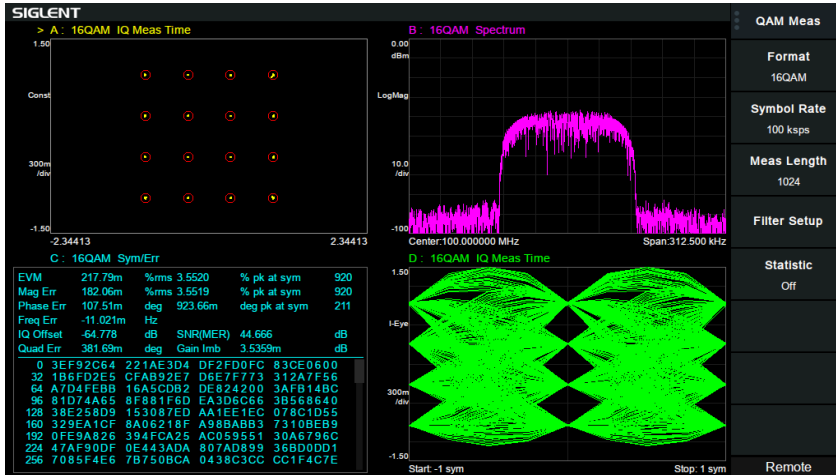 SIGLENT
> A : 16QAM IQ Meas Time
1.50
Const
300m
/div
-1.50
-2.34413 2.34413
B : 16QAM Spectrum
0.00
dBm
LogMag
10.0
/div
-100
Center:100.000000 MHz Span:312.500 kHz
C : 16QAM Sym/Err
EVM 217.79m %rms 3.5520 % pk at sym 920
Mag Err 182.06m %rms 3.5519 % pk at sym 920
Phase Err 107.51m deg 923.66m deg pk at sym 211
Freq Err -11.021m Hz
IQ Offset -64.778 dB SNR(MER) 44.666 dB
Quad Err 381.69m deg Gain Imb 3.5359m dB
0 3EF92C64 221AE3D4 DF2FD0FC 83CE0600
32 1B6FD2E5 CFAB92E7 D6E7F773 312A7F56
64 A7D4FEBB 16A5CDB2 DE824200 3AFB14BC
96 81D74A65 8F881F6D EA3D6C66 3B568640
128 38E258D9 153087ED AA1EE1EC 078C1D55
160 329EA1CF 8A06218F A98BABB3 7310BEB9
192 0FE9A826 394FCA25 AC059551 30A6796C
224 47AF90DF 0E443ADA 807AD899 36BD0DD1
256 7085F4E6 7B750BCA 0438C3CC CC1F4C7E
D : 16QAM IQ Meas Time
1.50
I-Eye
300m
/div
-1.50
Start: -1 sym Stop: 1 sym
QAM Meas
Format
16QAM
Symbol Rate
100 ksps
Meas Length
1024
Filter Setup
Statistic
Off
Remote